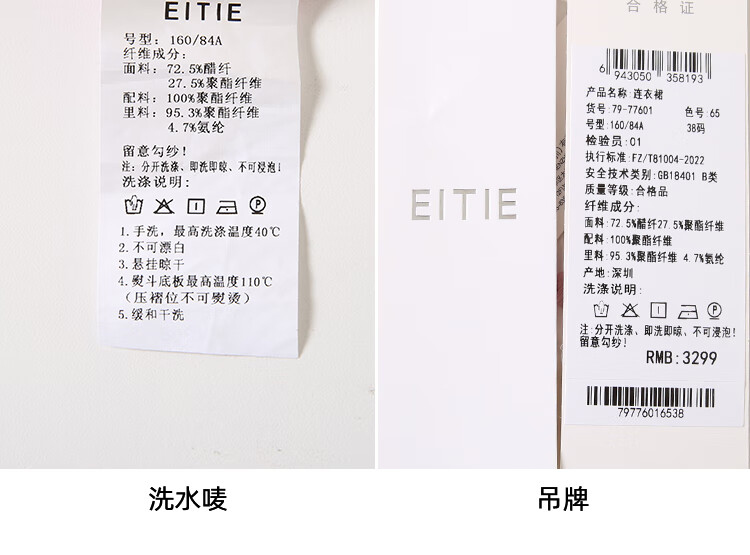 EITIE
号型：160/84A
纤维成分：
面料：72.5%醋纤
27.5%聚酯纤维
配料：100%聚酯纤维
里料：95.3%聚酯纤维
4.7%氨纶
留意勾纱!
注：分开洗涤、即洗即晾、不可浸泡!
洗涤说明：
1.手洗，最高洗涤温度40℃
2.不可漂白
3.悬挂晾干
4.熨斗底板最高温度110℃
（压褶位不可熨烫）
5.缓和干洗
EITIE
合格证
6 943050 358193
产品名称:连衣裙
货号:79-77601 色号:65
号型:160/84A 38码
检验员:01
执行标准:FZ/T81004-2022
安全技术类别:GB18401 B类
质量等级:合格品
纤维成分:
面料:72.5%醋纤27.5%聚酯纤维
配料:100%聚酯纤维
里料:95.3%聚酯纤维 4.7%氨纶
产地:深圳
洗涤说明:
注:分开洗涤、即洗即晾、不可浸泡!
留意勾纱!
RMB:3299
79776016538
洗水唛
吊牌